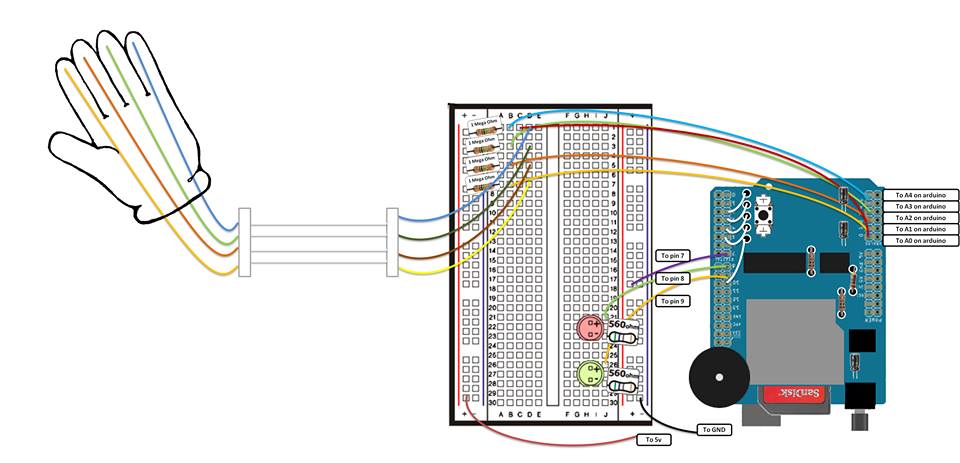 + - A B C D E F G H I J + -
1 Mega Ohm
1 Mega Ohm
1 Mega Ohm
1 Mega Ohm
1
2
3
4
5
6
7
8
9
10
11
12
13
14
15
16
17
18
19
20
21
22
23
24
25
26
27
28
29
30
+ - A B C D E F G H I J + -
To pin 7
To pin 8
To pin 9
560ohm
560ohm
To A4 on arduino
To A3 on arduino
To A2 on arduino
To A1 on arduino
To A0 on arduino
POWER
SanDisk
To GND
To 5v